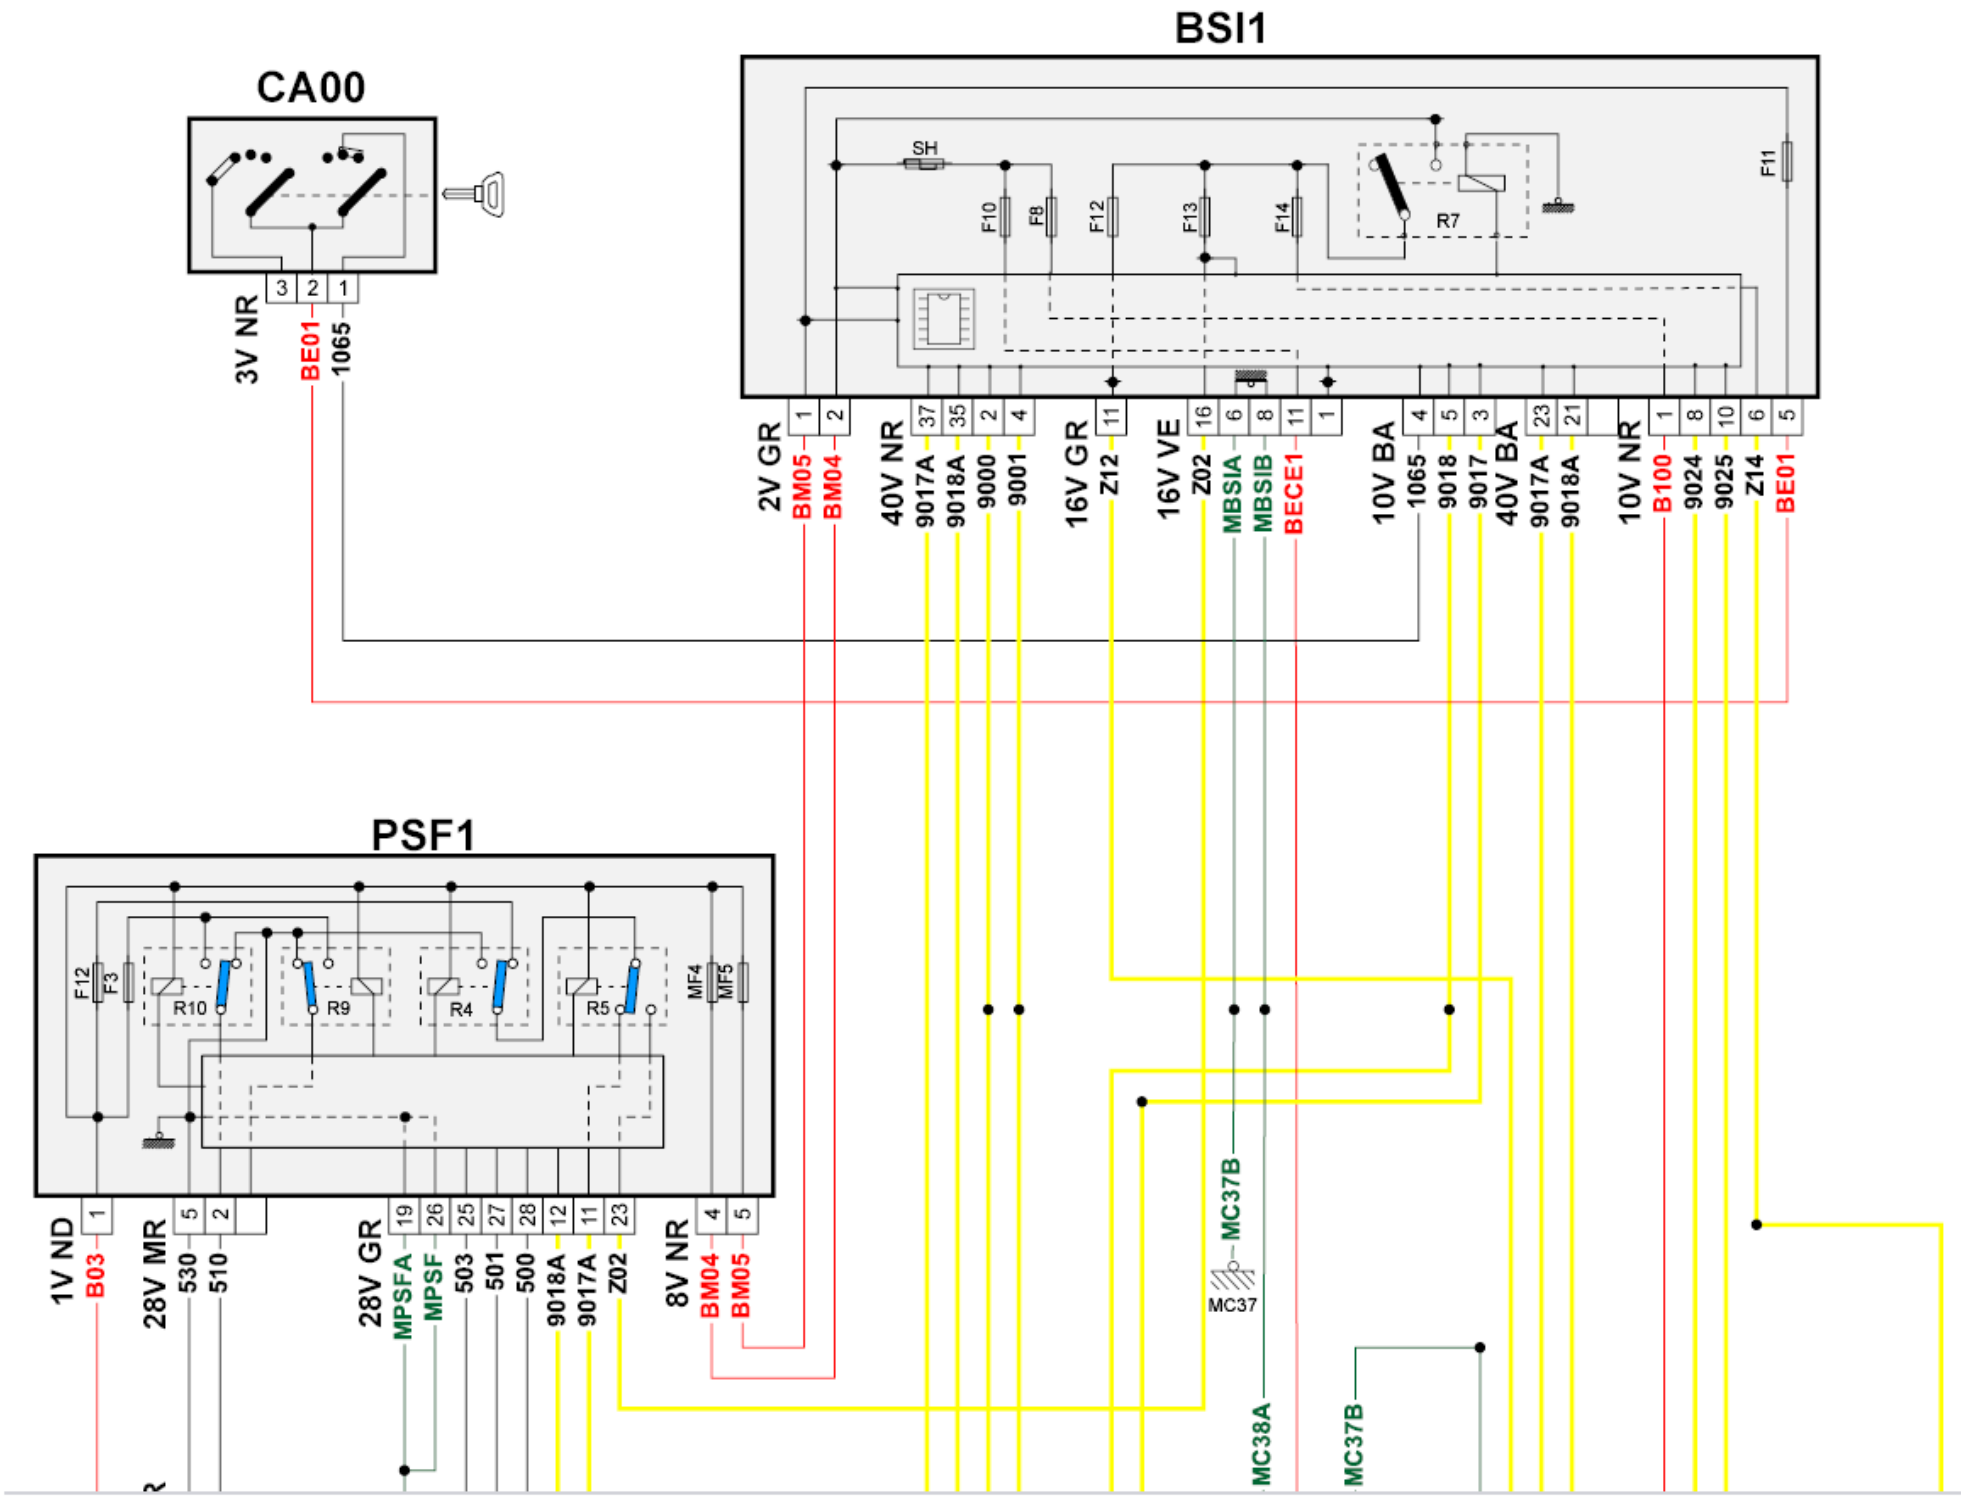 BSI1
CA00
SH
F10
F8
F12
F13
F14
R7
F11
3 2 1
3V NR
BE01
1065
1 2 37 35 2 4 11 16 6 8 11 1 4 5 3 23 21 1 8 10 6 5
2V GR
BM05
BM04
40V NR
9017A
9018A
9000
9001
16V GR
Z12
16V VE
Z02
MBSIA
MBSIB
BECE1
10V BA
1065
9018
9017
40V BA
9017A
9018A
10V NR
B100
9024
9025
Z14
BE01
PSF1
F12
F3
R10
R9
R4
R5
MF4
MF5
1 5 2 19 26 25 27 28 12 11 23 4 5
1V ND
B03
28V MR
530
510
28V GR
MPSFA
MPSF
503
501
500
9018A
9017A
Z02
8V NR
BM04
BM05
MC37B
MC37
MC38A
MC37B